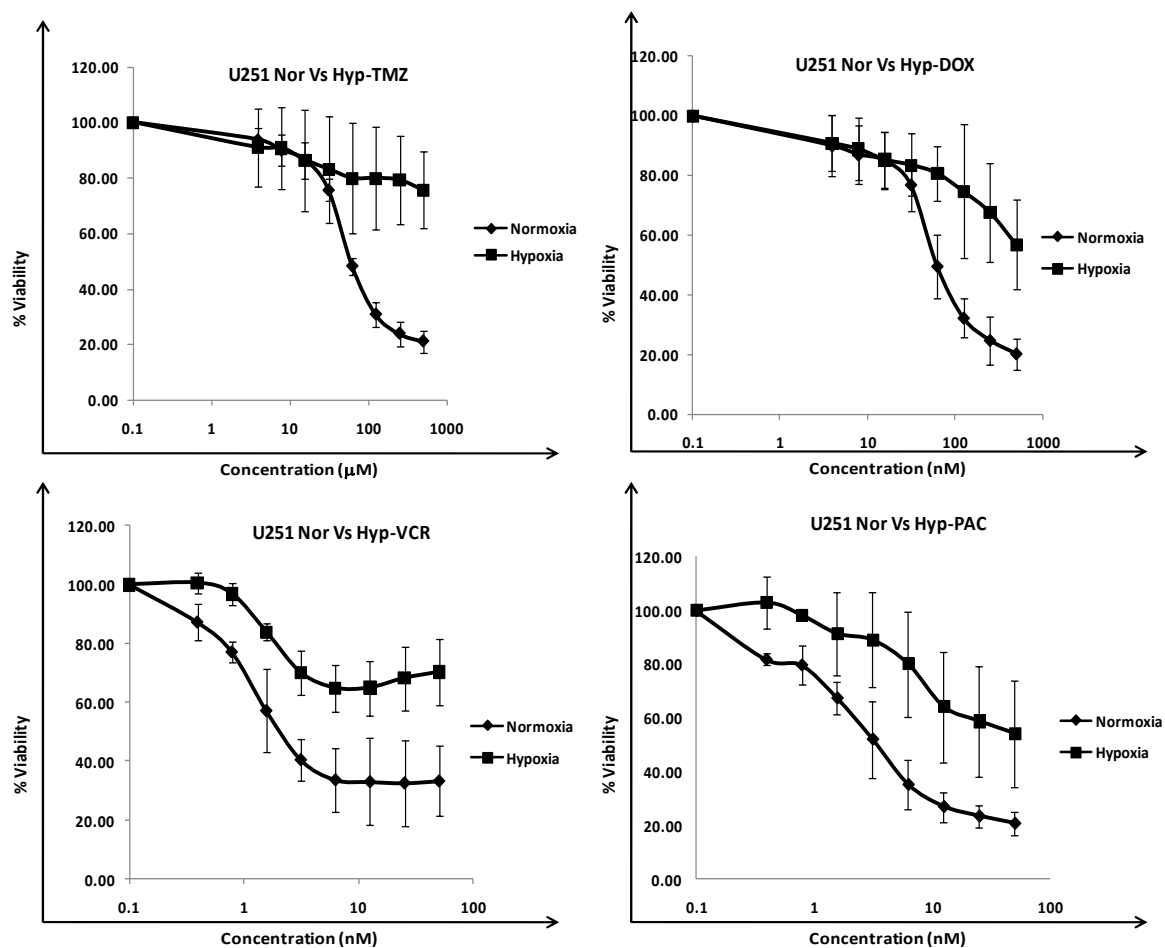 U251 Nor Vs Hyp-TMZ
120.00
100.00
80.00
60.00
40.00
20.00
0.00
% Viability
0.1 1 10 100 1000
Concentration (μM)
Normoxia
Hypoxia
U251 Nor Vs Hyp-DOX
120.00
100.00
80.00
60.00
40.00
20.00
0.00
% Viability
0.1 1 10 100 1000
Concentration (nM)
Normoxia
Hypoxia
U251 Nor Vs Hyp-VCR
120.00
100.00
80.00
60.00
40.00
20.00
0.00
% Viability
0.1 1 10 100
Concentration (nM)
Normoxia
Hypoxia
U251 Nor Vs Hyp-PAC
120.00
100.00
80.00
60.00
40.00
20.00
0.00
% Viability
0.1 1 10 100
Concentration (nM)
Normoxia
Hypoxia